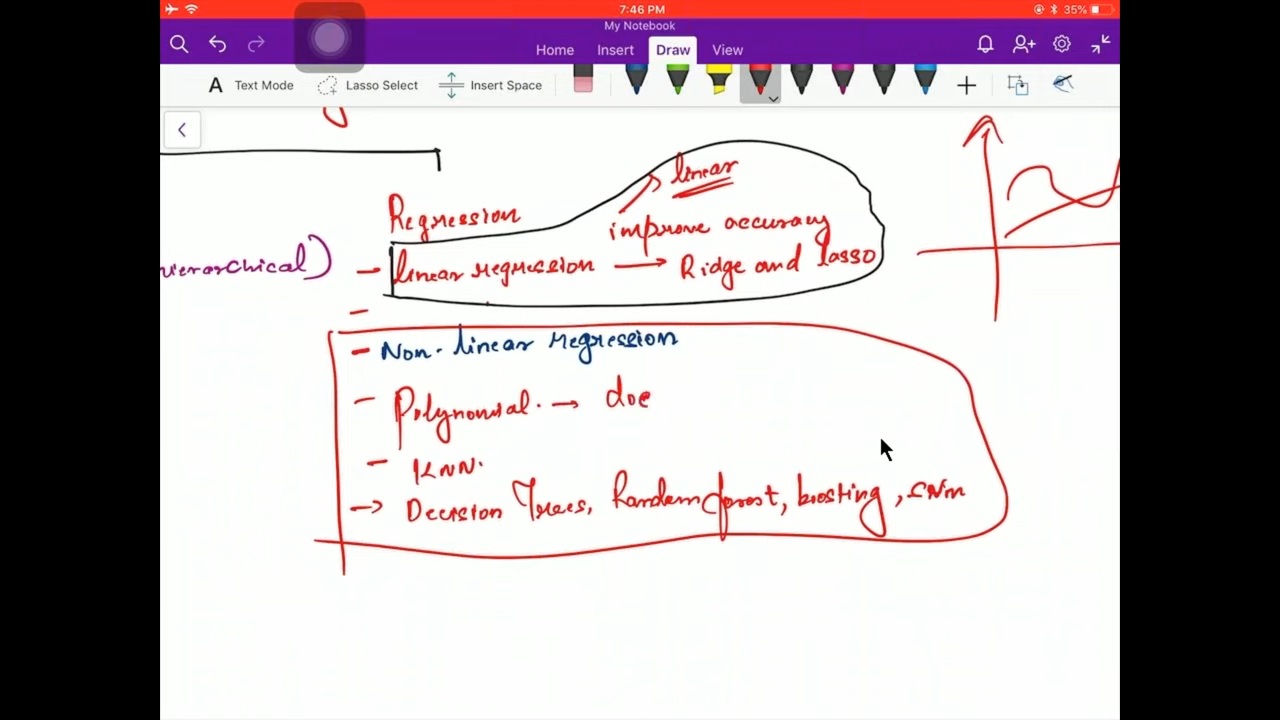 7:46 PM
35%
My Notebook
Home Insert Draw View
A Text Mode Lasso Select Insert Space
linear
Regression
improve accuracy
hierarchical)
- linear regression → Ridge and lasso
-
- Non-linear regression
- Polynomial. → doe
- KNN.
→ Decision Trees, Random forest, boosting, SVM